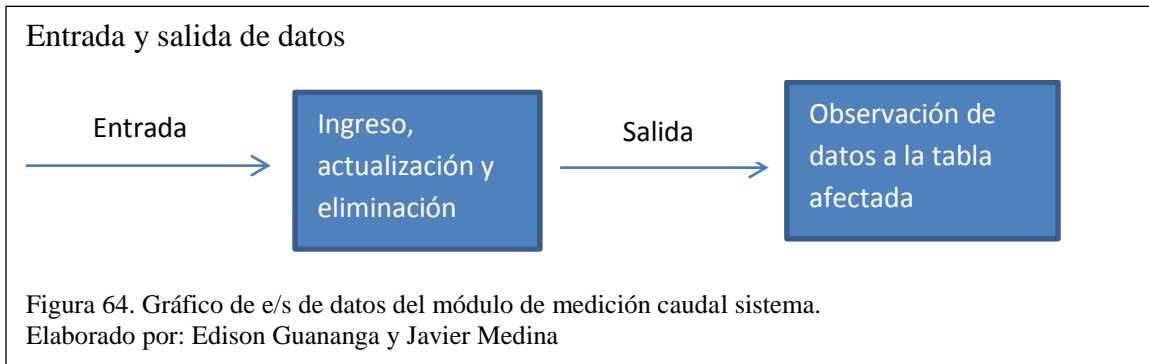 Entrada y salida de datos
Entrada
Ingreso,
actualización y
eliminación
Salida
Observación de
datos a la tabla
afectada
Figura 64. Gráfico de e/s de datos del módulo de medición caudal sistema.
Elaborado por: Edison Guananga y Javier Medina